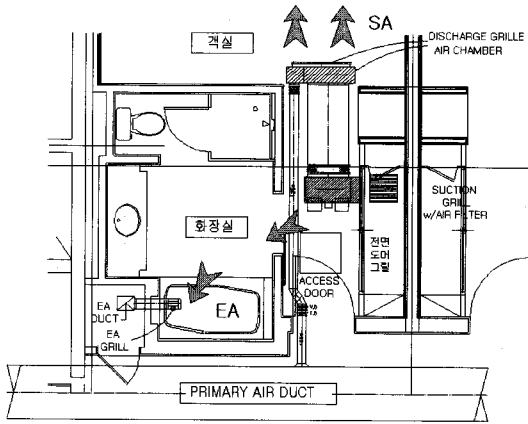 SA
객실
DISCHARGE GRILLE
AIR CHAMBER
SUCTION
GRILL
w/AIR FILTER
화장실
전면
도어
그릴
ACCESS
DOOR
EA
DUCT
EA
GRILL
EA
PRIMARY AIR DUCT